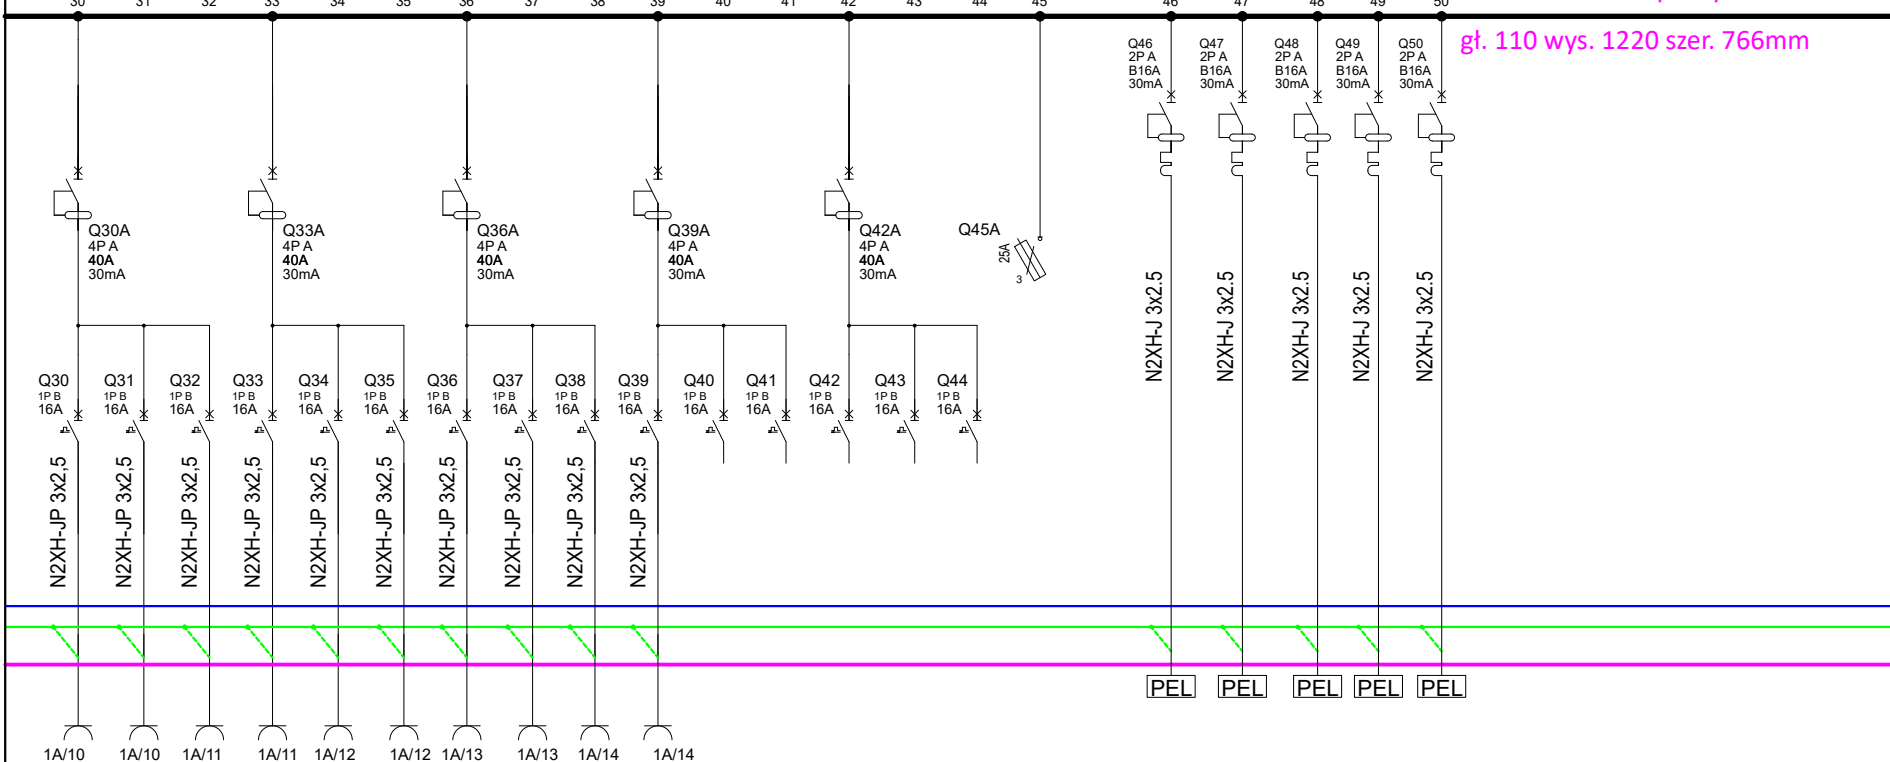 30 31 32 33 34 35 36 37 38 39 40 41 42 43 44 45 46 47 48 49 50
gł. 110 wys. 1220 szer. 766mm
Q46 Q47 Q48 Q49 Q50
2P A 2P A 2P A 2P A 2P A
B16A B16A B16A B16A B16A
30mA 30mA 30mA 30mA 30mA
Q30A Q33A Q36A Q39A Q42A Q45A
4P A 4P A 4P A 4P A 4P A
40A 40A 40A 40A 40A
30mA 30mA 30mA 30mA 30mA
25A
3
N2XH-J 3x2.5 N2XH-J 3x2.5 N2XH-J 3x2.5 N2XH-J 3x2.5 N2XH-J 3x2.5
Q30 Q31 Q32 Q33 Q34 Q35 Q36 Q37 Q38 Q39 Q40 Q41 Q42 Q43 Q44
1P B 1P B 1P B 1P B 1P B 1P B 1P B 1P B 1P B 1P B 1P B 1P B 1P B 1P B 1P B
16A 16A 16A 16A 16A 16A 16A 16A 16A 16A 16A 16A 16A 16A 16A
N2XH-JP 3x2,5 N2XH-JP 3x2,5 N2XH-JP 3x2,5 N2XH-JP 3x2,5 N2XH-JP 3x2,5 N2XH-JP 3x2,5 N2XH-JP 3x2,5 N2XH-JP 3x2,5 N2XH-JP 3x2,5 N2XH-JP 3x2,5
PEL PEL PEL PEL PEL
1A/10 1A/10 1A/11 1A/11 1A/12 1A/12 1A/13 1A/13 1A/14 1A/14